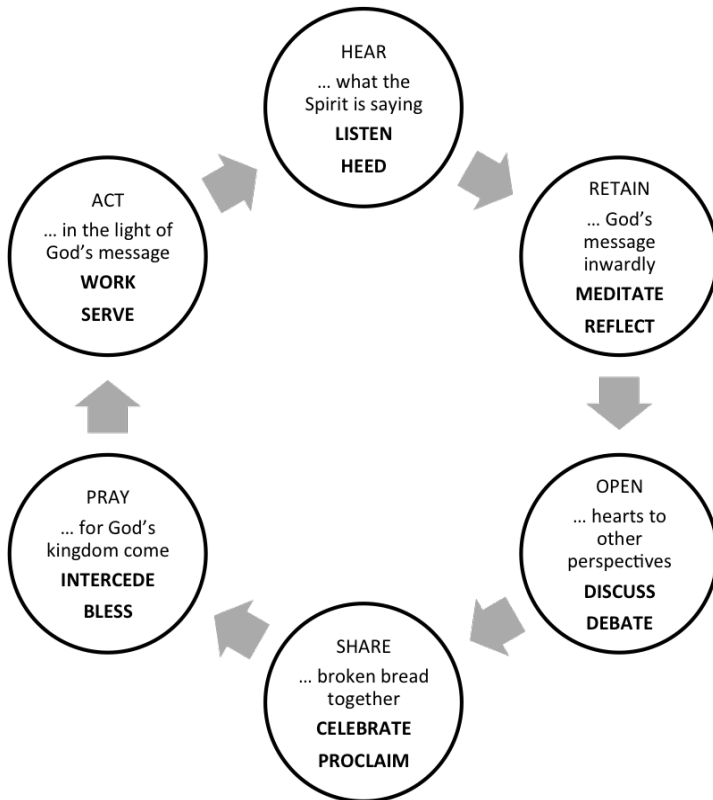 HEAR
... what the
Spirit is saying
LISTEN
HEED
RETAIN
... God’s
message
inwardly
MEDITATE
REFLECT
OPEN
... hearts to
other
perspectives
DISCUSS
DEBATE
SHARE
... broken bread
together
CELEBRATE
PROCLAIM
PRAY
... for God’s
kingdom come
INTERCEDE
BLESS
ACT
... in the light of
God’s message
WORK
SERVE